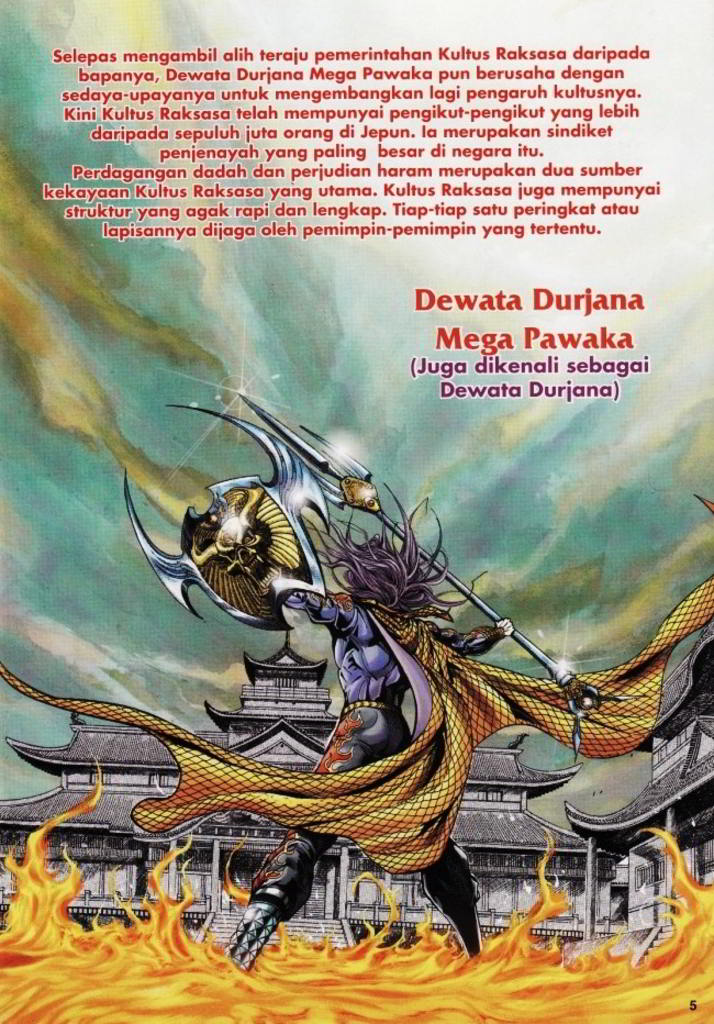 Selepas mengambil alih teraju pemerintahan Kultus Raksasa daripada
bapanya, Dewata Durjana Mega Pawaka pun berusaha dengan
sedaya-upayanya untuk mengembangkan lagi pengaruh kultusnya.
Kini Kultus Raksasa telah mempunyai pengikut-pengikut yang lebih
daripada sepuluh juta orang di Jepun. Ia merupakan sindiket
penjenayah yang paling besar di negara itu.
Perdagangan dadah dan perjudian haram merupakan dua sumber
kekayaan Kultus Raksasa yang utama. Kultus Raksasa juga mempunyai
struktur yang agak rapi dan lengkap. Tiap-tiap satu peringkat atau
lapisannya dijaga oleh pemimpin-pemimpin yang tertentu.
Dewata Durjana
Mega Pawaka
(Juga dikenali sebagai
Dewata Durjana)
5